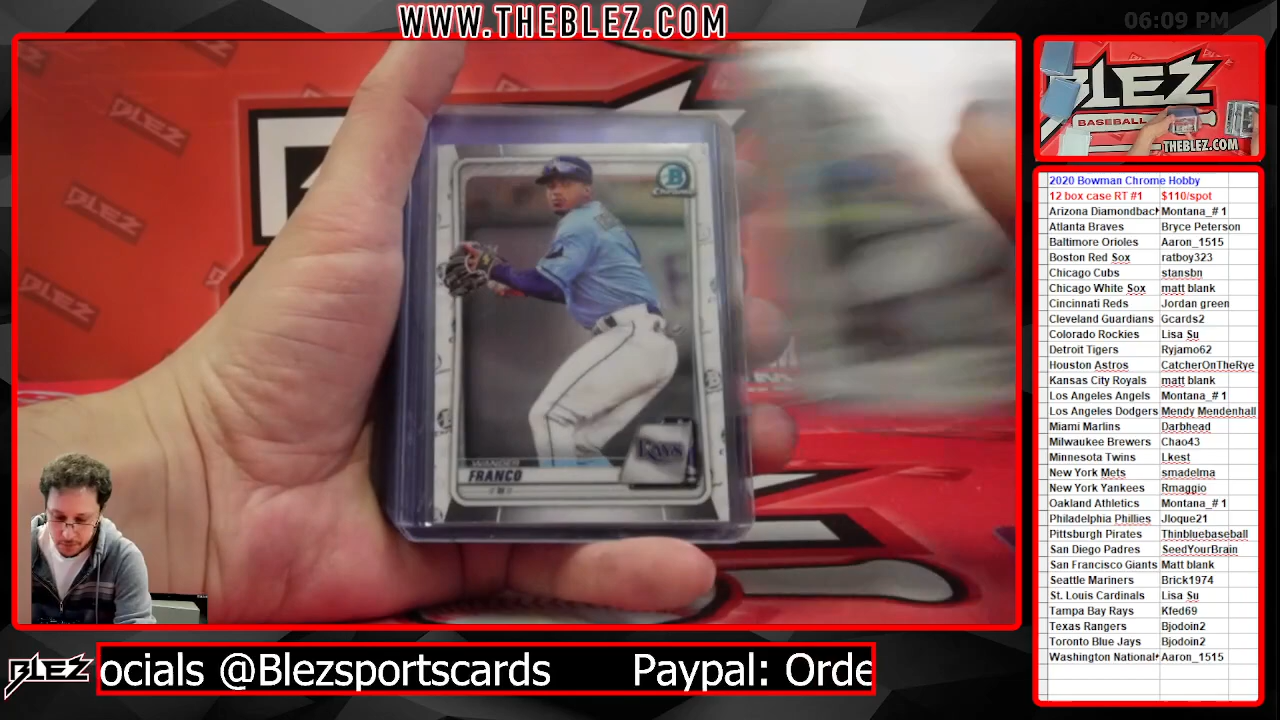 WWW.THEBLEZ.COM
06:09 PM
BLEZ
BASEBALL
THEBLEZ.COM
BLEZ
BLEZ
BLEZ
B
RAYS
WANDER
FRANCO
2020 Bowman Chrome Hobby
12 box case RT #1 $110/spot
Arizona Diamondbac Montana_# 1
Atlanta Braves Bryce Peterson
Baltimore Orioles Aaron_1515
Boston Red Sox ratboy323
Chicago Cubs stansbn
Chicago White Sox matt blank
Cincinnati Reds Jordan green
Cleveland Guardians Gcards2
Colorado Rockies Lisa Su
Detroit Tigers Ryjamo62
Houston Astros CatcherOnTheRye
Kansas City Royals matt blank
Los Angeles Angels Montana_# 1
Los Angeles Dodgers Mendy Mendenhall
Miami Marlins Darbhead
Milwaukee Brewers Chao43
Minnesota Twins Lkest
New York Mets smadelma
New York Yankees Rmaggio
Oakland Athletics Montana_# 1
Philadelphia Phillies Jloque21
Pittsburgh Pirates Thinbluebaseball
San Diego Padres SeedYourBrain
San Francisco Giants Matt blank
Seattle Mariners Brick1974
St. Louis Cardinals Lisa Su
Tampa Bay Rays Kfed69
Texas Rangers Bjodoin2
Toronto Blue Jays Bjodoin2
Washington National Aaron_1515
BLEZ
ocials @Blezsportscards Paypal: Orde